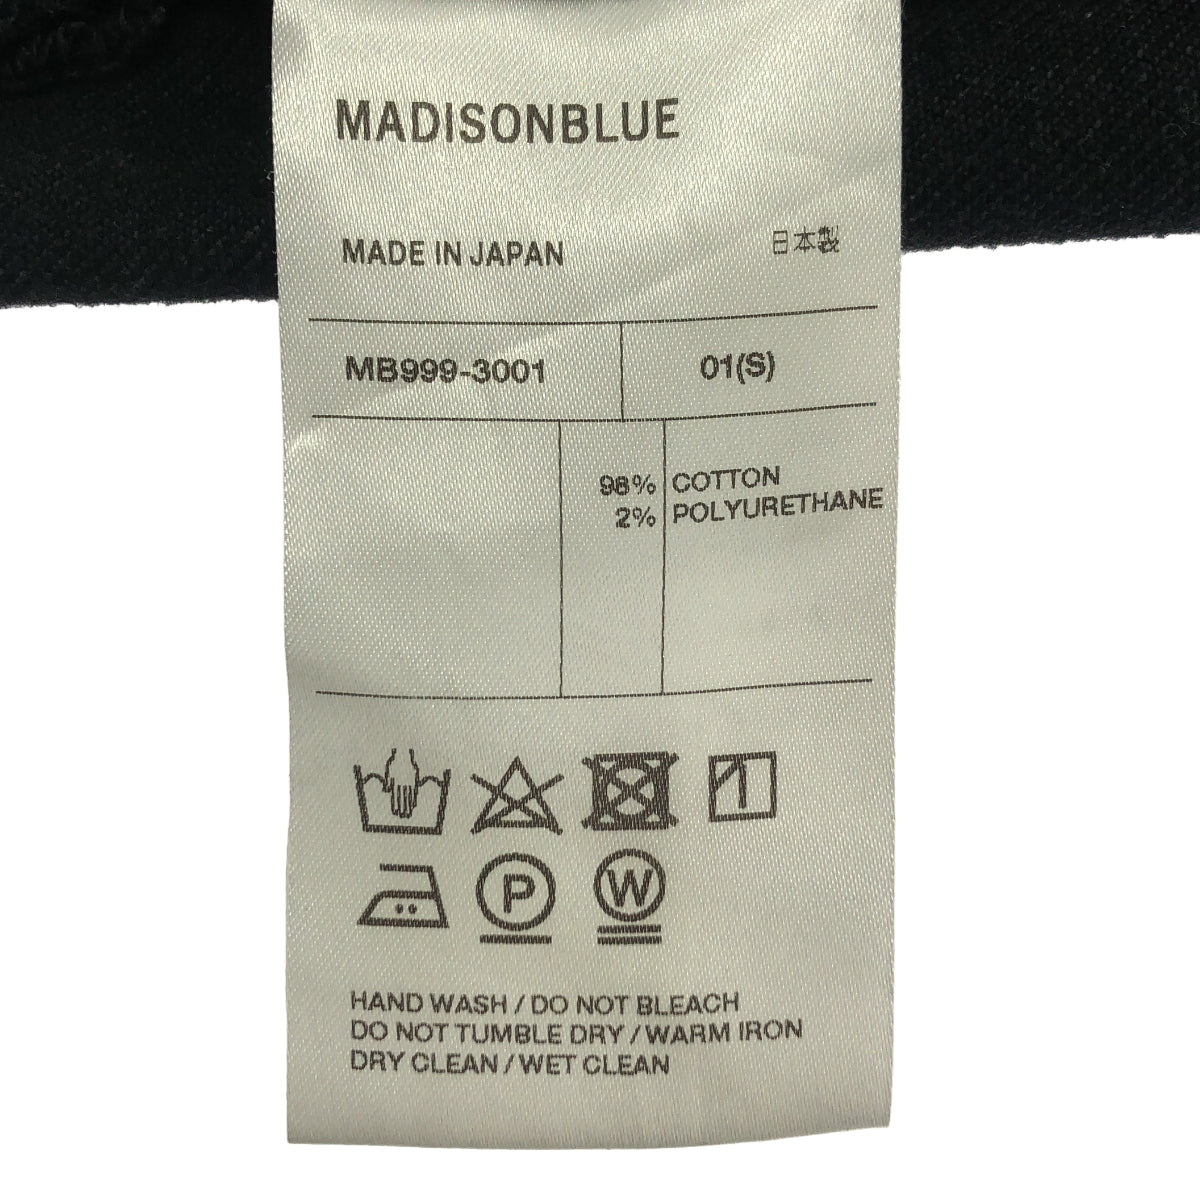 MADISONBLUE
MADE IN JAPAN 日本製
MB999-3001 01(S)
98% COTTON
2% POLYURETHANE
P W
HAND WASH / DO NOT BLEACH
DO NOT TUMBLE DRY / WARM IRON
DRY CLEAN / WET CLEAN